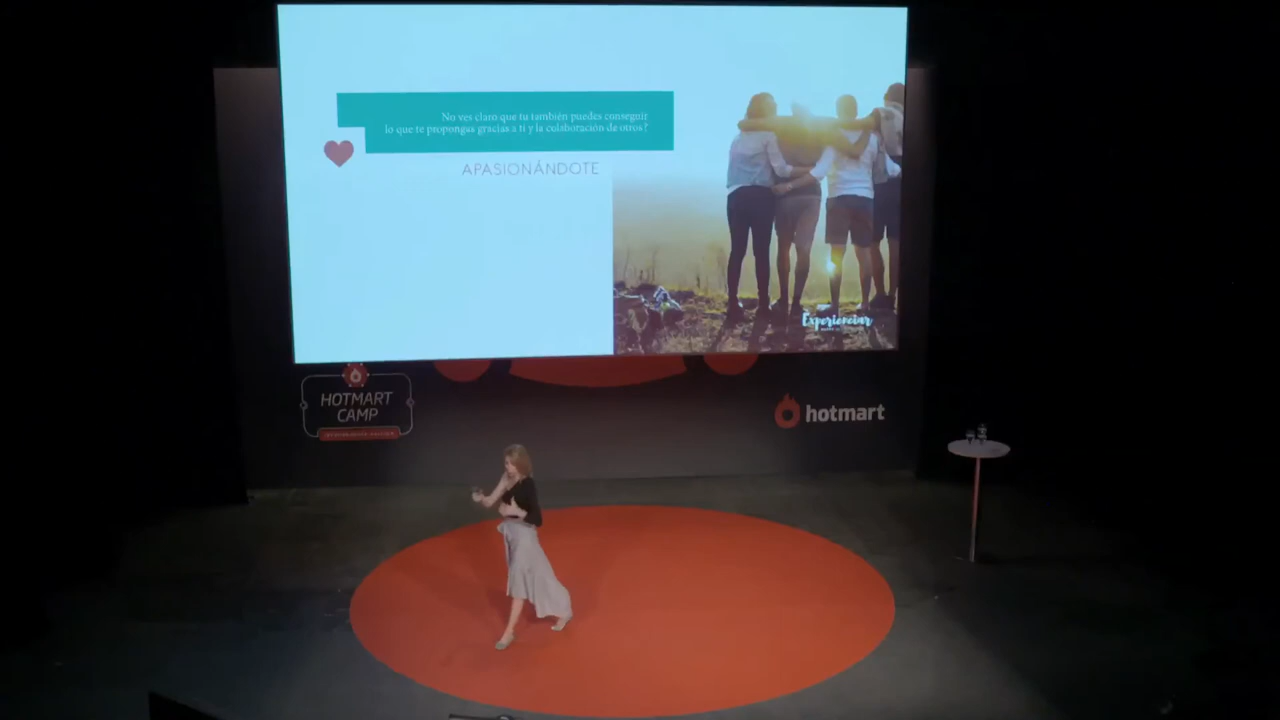 No ves claro que tu también puedes conseguir
lo que te propongas gracias a ti y la colaboración de otros?
APASIONÁNDOTE
Experienciar
HOTMART
CAMP
hotmart